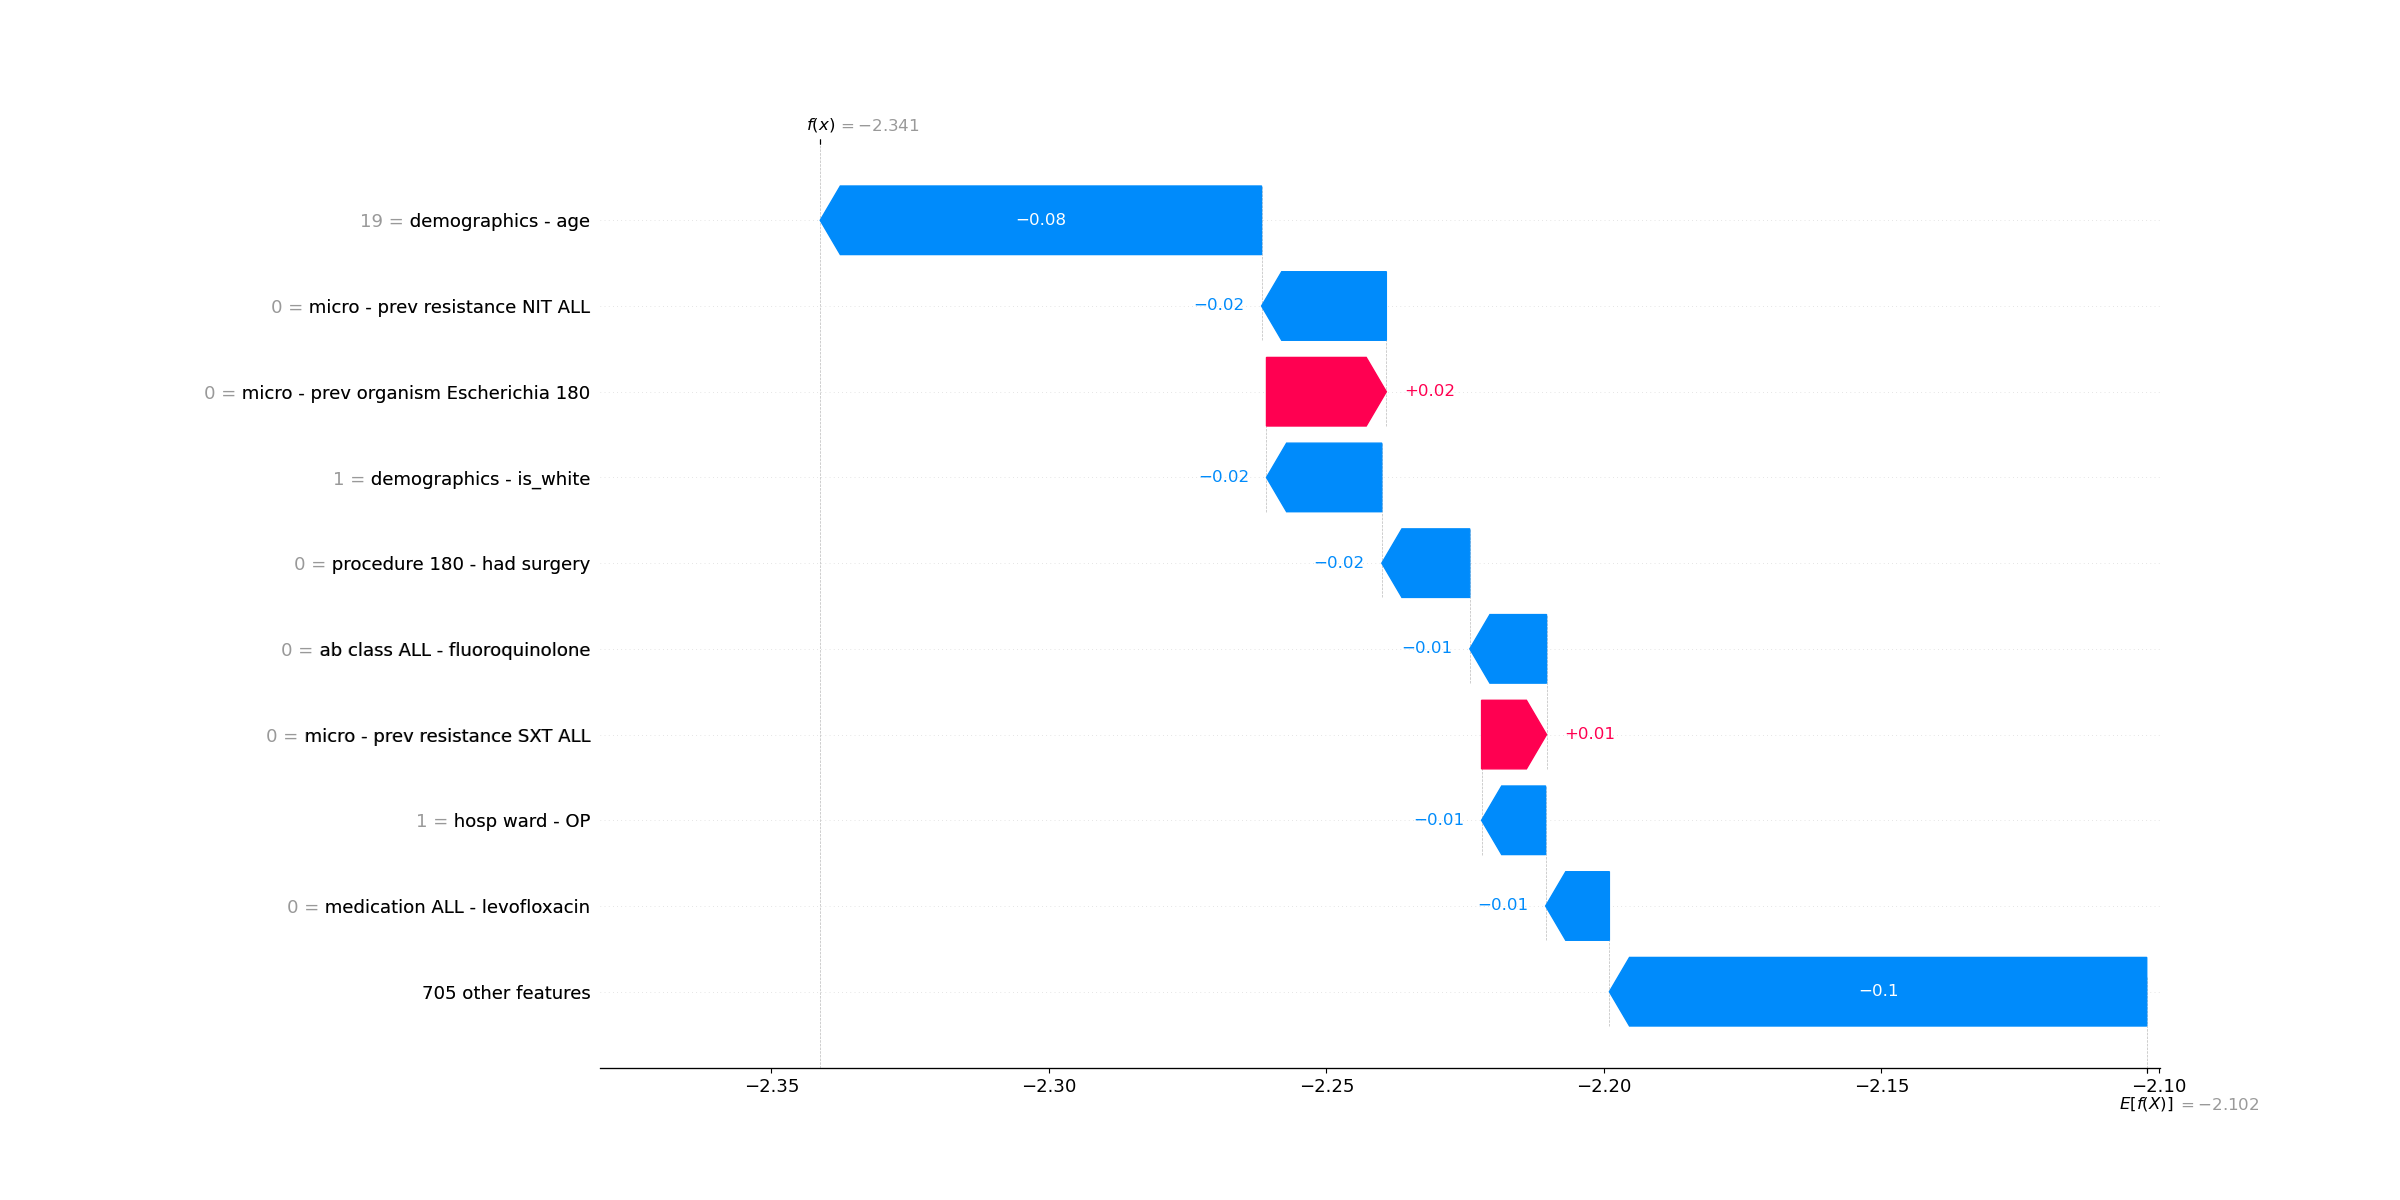 f(x) = −2.341
19 = demographics - age −0.08
0 = micro - prev resistance NIT ALL −0.02
0 = micro - prev organism Escherichia 180 +0.02
1 = demographics - is_white −0.02
0 = procedure 180 - had surgery −0.02
0 = ab class ALL - fluoroquinolone −0.01
0 = micro - prev resistance SXT ALL +0.01
1 = hosp ward - OP −0.01
0 = medication ALL - levofloxacin −0.01
705 other features −0.1
−2.35 −2.30 −2.25 −2.20 −2.15 −2.10
E[f(X)] = −2.102